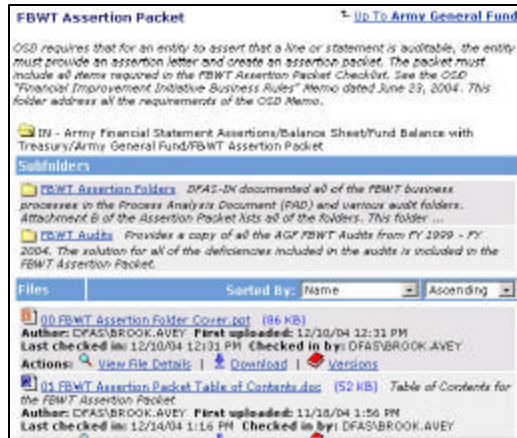 FBWT Assertion Packet
Up To Army General Fund
OSD requires that for an entity to assert that a line or statement is auditable, the entity
must provide an assertion letter and create an assertion packet. The packet must
include all items required in the FBWT Assertion Packet Checklist. See the OSD
"Financial Improvement Initiative Business Rules" Memo dated June 23, 2004. This
folder address all the requirements of the OSD Memo.
IN - Army Financial Statement Assertions/Balance Sheet/Fund Balance with
Treasury/Army General Fund/FBWT Assertion Packet
Subfolders
FBWT Assertion Folders DFAS-IN documented all of the FBWT business
processes in the Process Analysis Document (PAD) and various audit folders.
Attachment B of the Assertion Packet lists all of the folders. This folder ...
FBWT Audits Provides a copy of all the AGF FBWT Audits from FY 1999 - FY
2004. The solution for all of the deficiencies included in the audits is included in the
FBWT Assertion Packet.
Files Sorted By: Name Ascending
00 FBWT Assertion Folder Cover.ppt (86 KB)
Author: DFAS\BROOK.AVEY First uploaded: 12/10/04 12:31 PM
Last checked in: 12/10/04 12:31 PM Checked in by: DFAS\BROOK.AVEY
Actions: View File Details | Download | Versions
01 FBWT Assertion Packet Table of Contents.doc (52 KB) Table of Contents for
the FBWT Assertion Packet
Author: DFAS\BROOK.AVEY First uploaded: 11/18/04 1:56 PM
Last checked in: 12/14/04 1:16 PM Checked in by: DFAS\BROOK.AVEY